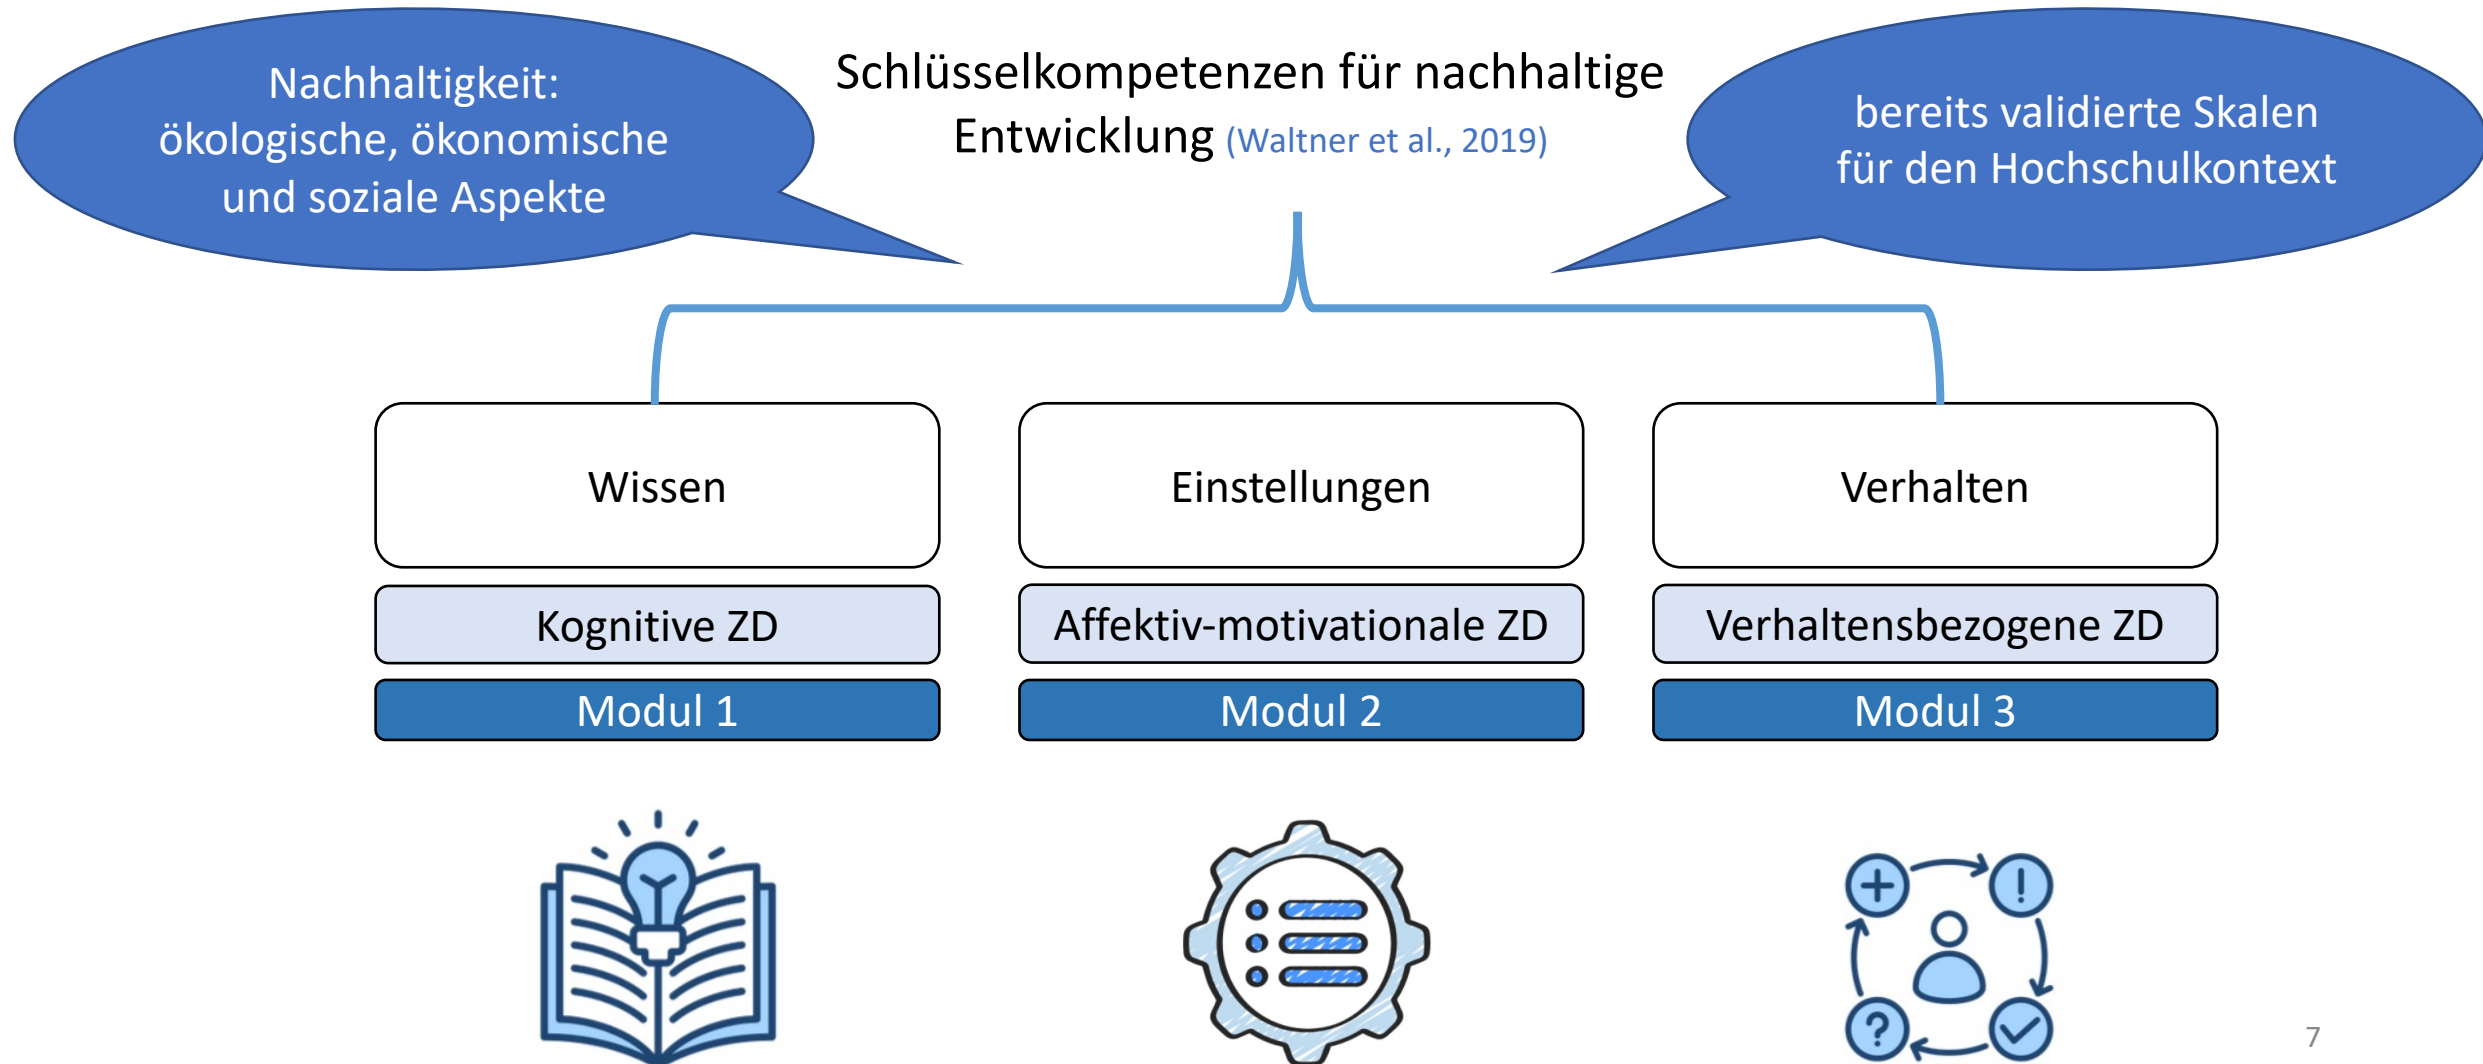 Nachhaltigkeit:
ökologische, ökonomische
und soziale Aspekte
Schlüsselkompetenzen für nachhaltige
Entwicklung (Waltner et al., 2019)
bereits validierte Skalen
für den Hochschulkontext
Wissen
Einstellungen
Verhalten
Kognitive ZD
Affektiv-motivationale ZD
Verhaltensbezogene ZD
Modul 1
Modul 2
Modul 3
7